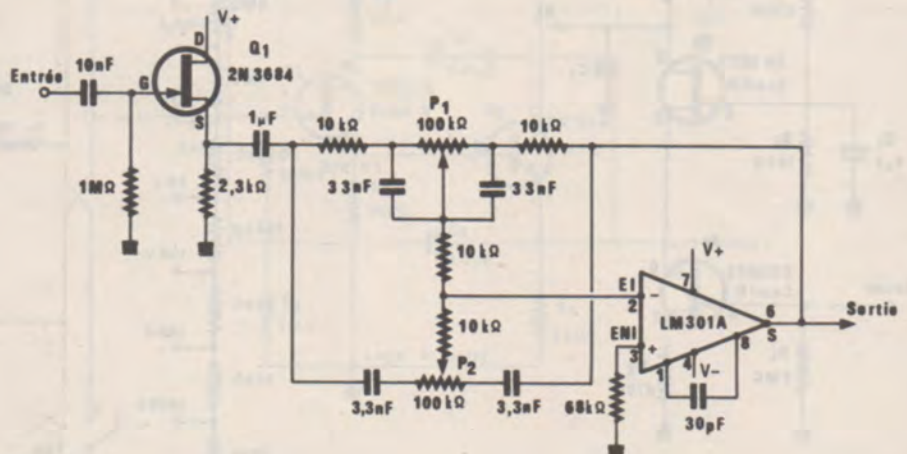 V+
D
Q1
2N3684
Entrée
10nF
G
S
1µF
10kΩ
P1
100kΩ
10kΩ
33nF
33nF
1MΩ
2,3kΩ
10kΩ
V+
EI
2
-
7
LM301A
6
S
Sortie
10kΩ
ENI
3
+
1
4
V-
8
P2
3,3nF
100kΩ
3,3nF
68kΩ
30pF